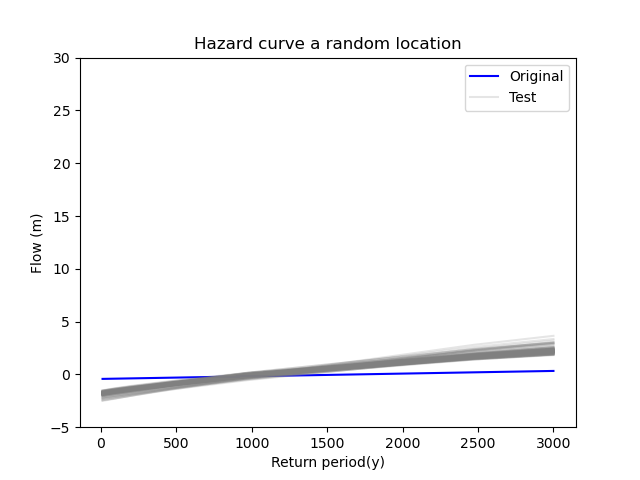 Hazard curve a random location
Original
Test
30
25
20
15
10
5
0
−5
Flow (m)
0 500 1000 1500 2000 2500 3000
Return period(y)